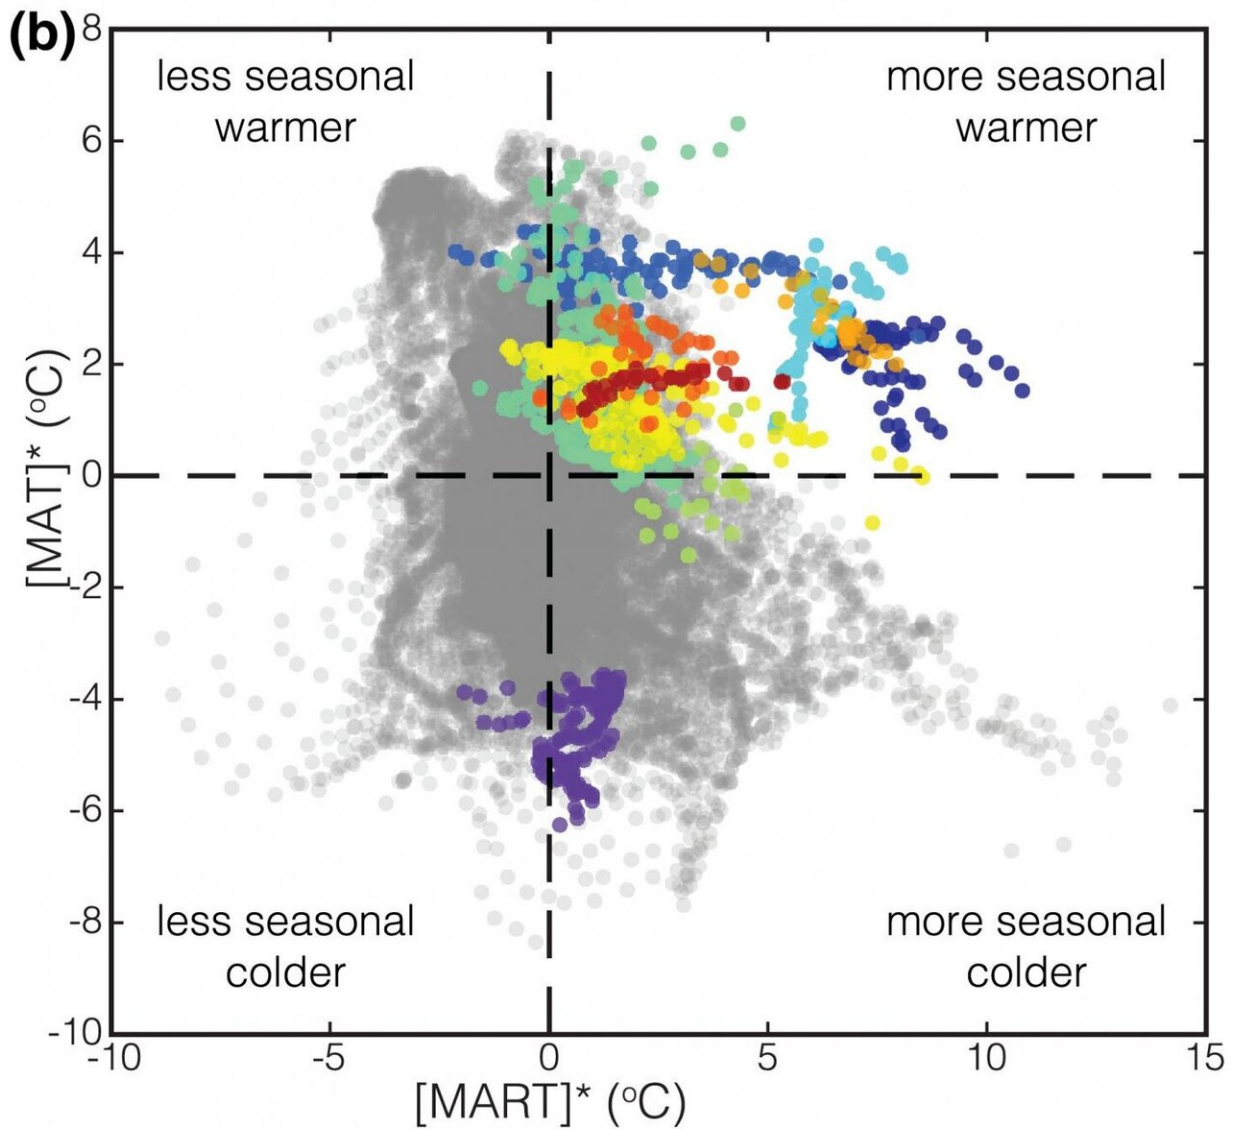 (b)
8
less seasonal
warmer
more seasonal
warmer
6
4
2
0
-2
-4
-6
-8
-10
[MAT]* (°C)
less seasonal
colder
more seasonal
colder
-10 -5 0 5 10 15
[MART]* (°C)